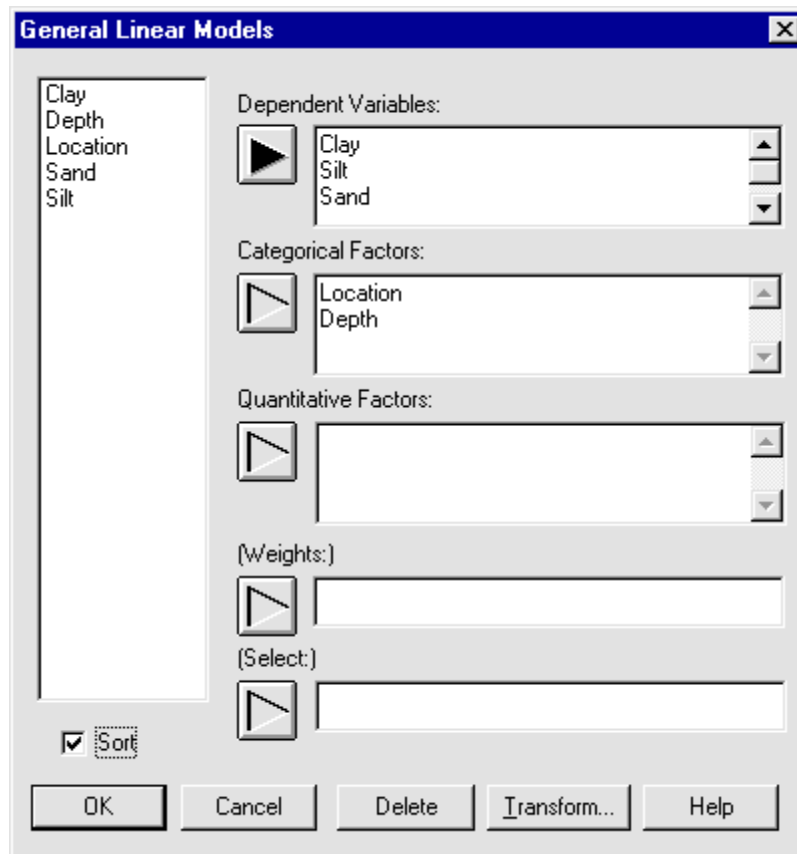 General Linear Models
Clay
Depth
Location
Sand
Silt
Dependent Variables:
Clay
Silt
Sand
Categorical Factors:
Location
Depth
Quantitative Factors:
(Weights:)
(Select:)
Sort
OK
Cancel
Delete
Transform...
Help